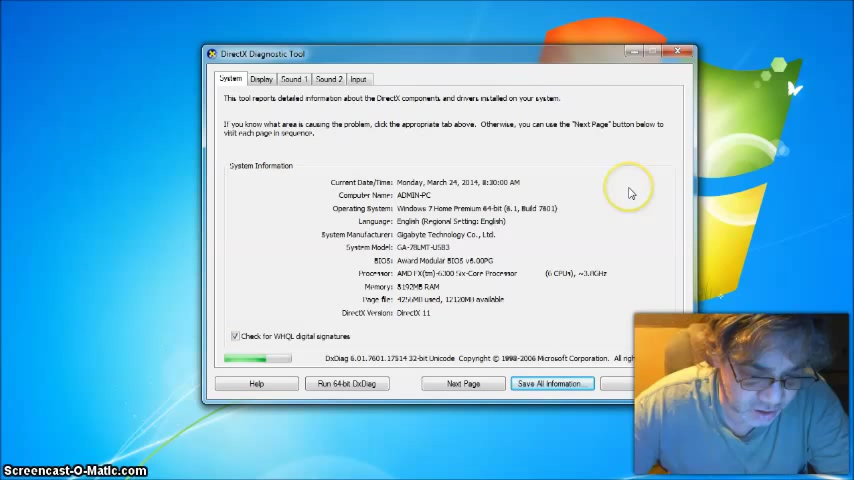 DirectX Diagnostic Tool
System Display Sound 1 Sound 2 Input
This tool reports detailed information about the DirectX components and drivers installed on your system.
If you know what area is causing the problem, click the appropriate tab above. Otherwise, you can use the "Next Page" button below to
visit each page in sequence.
System Information
Current Date/Time: Monday, March 24, 2014, 8:30:00 AM
Computer Name: ADMIN-PC
Operating System: Windows 7 Home Premium 64-bit (6.1, Build 7601)
Language: English (Regional Setting: English)
System Manufacturer: Gigabyte Technology Co., Ltd.
System Model: GA-78LMT-USB3
BIOS: Award Modular BIOS v6.00PG
Processor: AMD FX(tm)-6300 Six-Core Processor (6 CPUs), ~3.8GHz
Memory: 8192MB RAM
Page file: 4256MB used, 12120MB available
DirectX Version: DirectX 11
Check for WHQL digital signatures
DxDiag 6.01.7601.17514 32-bit Unicode Copyright © 1998-2006 Microsoft Corporation. All righ
Help Run 64-bit DxDiag Next Page Save All Information...
Screencast-O-Matic.com